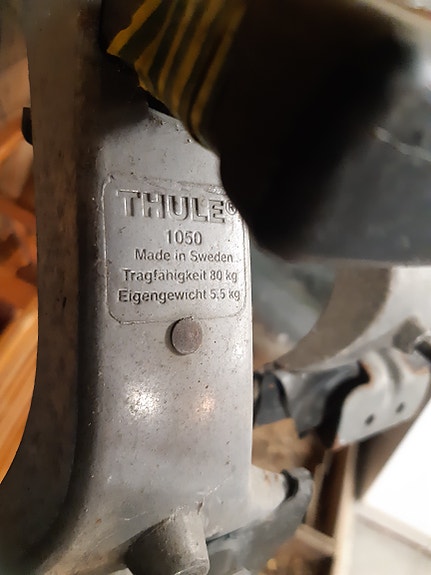 THULE®
1050
Made in Sweden
Tragfähigkeit 80 kg
Eigengewicht 5.5 kg